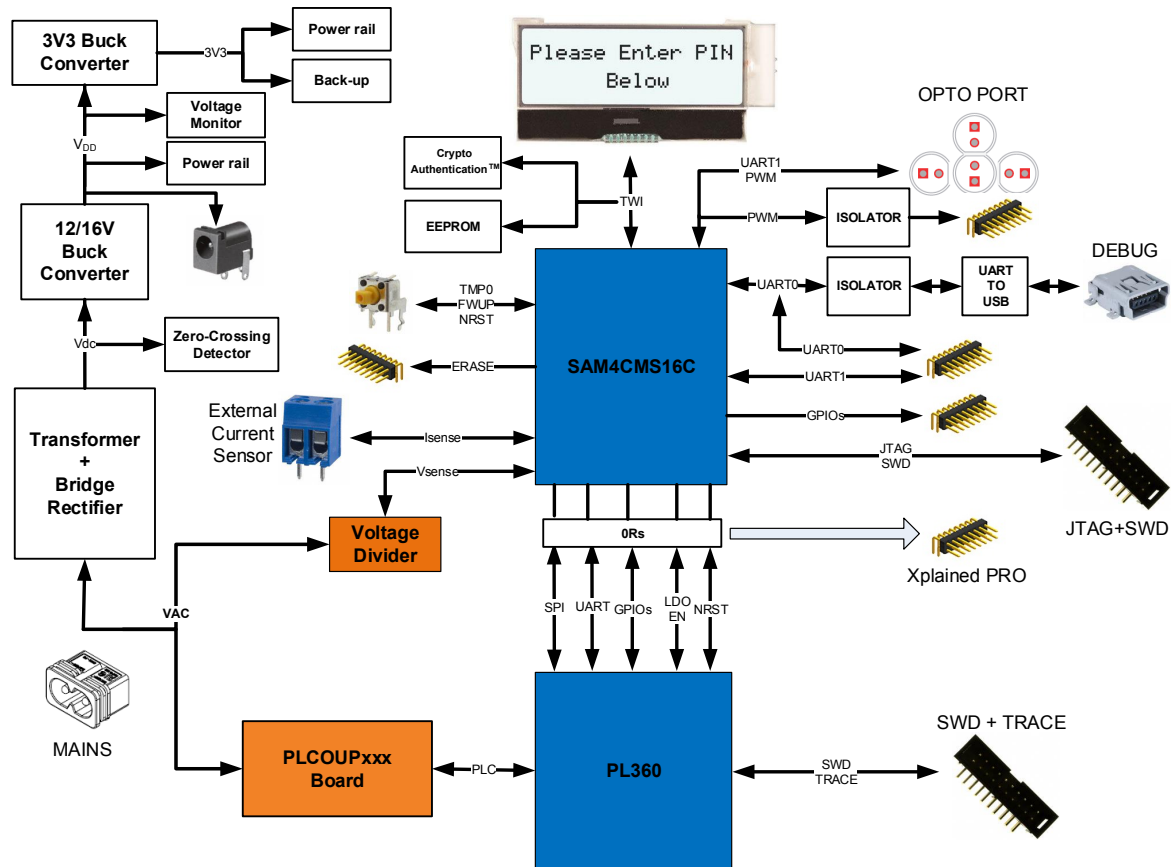 3V3 Buck
Converter
3V3
Power rail
Back-up
Voltage
Monitor
VDD
Power rail
12/16V
Buck
Converter
Vdc
Zero-Crossing
Detector
Transformer
+
Bridge
Rectifier
VAC
MAINS
Please Enter PIN
Below
Crypto
Authentication™
EEPROM
TWI
OPTO PORT
UART1
PWM
PWM
ISOLATOR
DEBUG
UART0
ISOLATOR
UART
TO
USB
UART0
UART1
GPIOs
JTAG
SWD
JTAG+SWD
TMP0
FWUP
NRST
ERASE
SAM4CMS16C
External
Current
Sensor
Isense
Vsense
Voltage
Divider
0Rs
Xplained PRO
SPI
UART
GPIOs
LDO
EN
NRST
PLCOUPxxx
Board
PLC
PL360
SWD
TRACE
SWD + TRACE